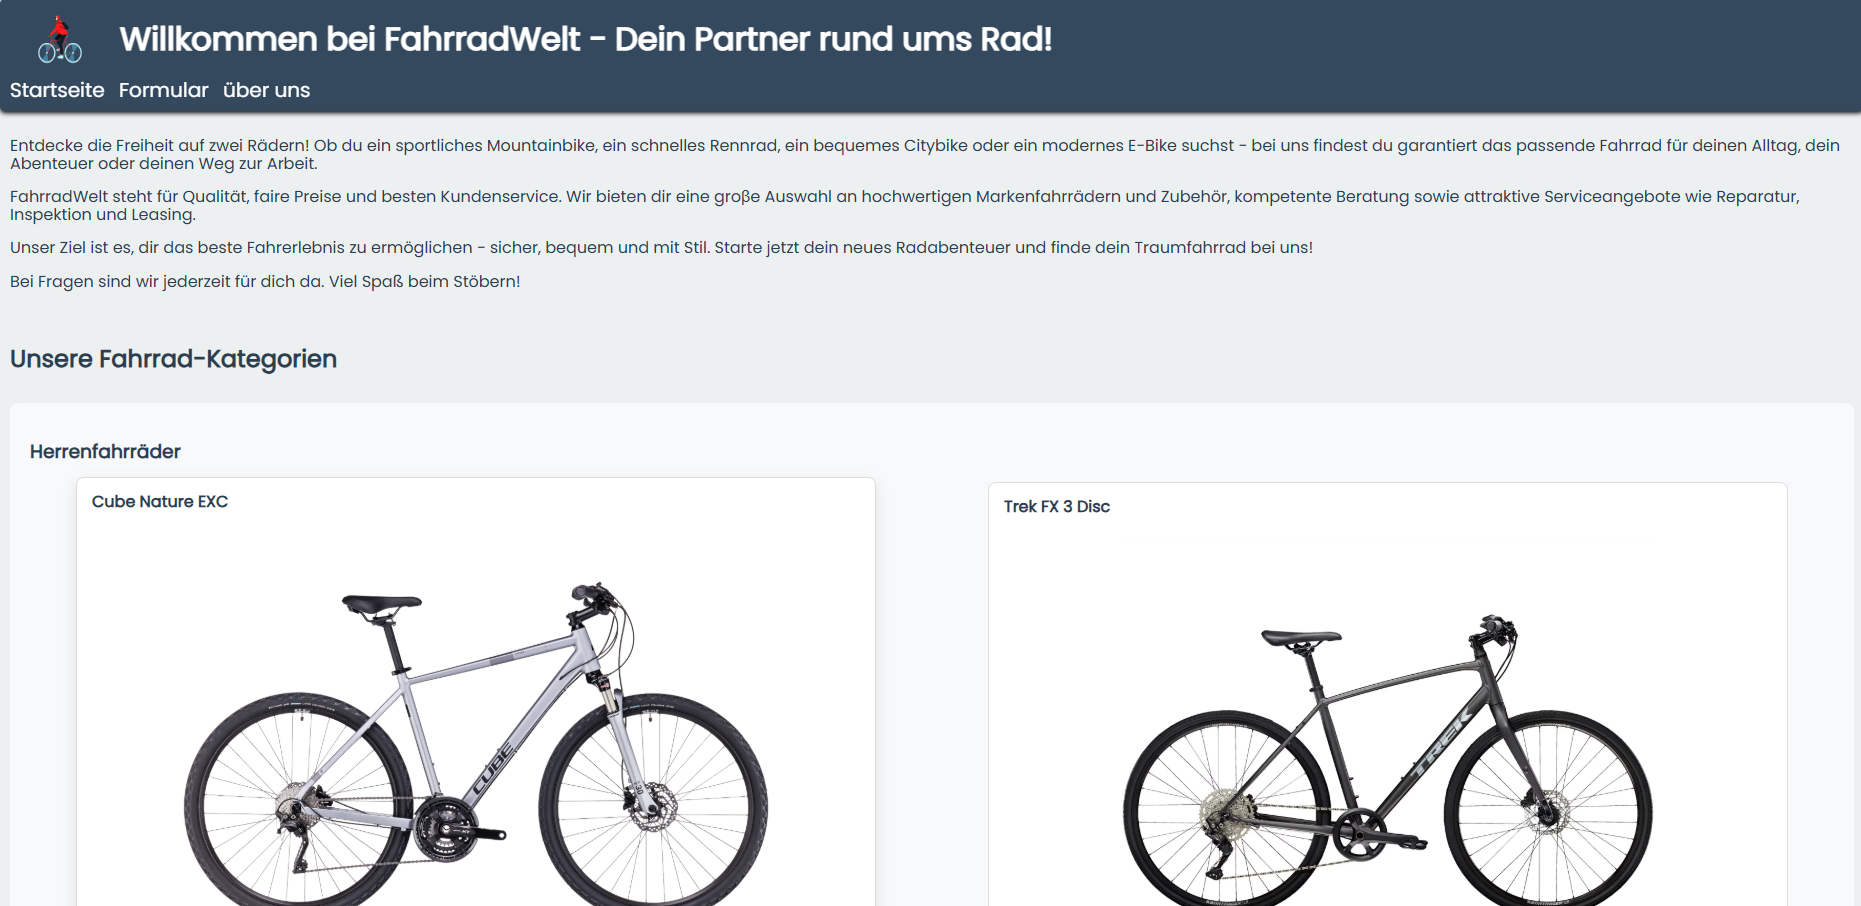 Willkommen bei FahrradWelt - Dein Partner rund ums Rad!
Startseite Formular über uns
Entdecke die Freiheit auf zwei Rädern! Ob du ein sportliches Mountainbike, ein schnelles Rennrad, ein bequemes Citybike oder ein modernes E-Bike suchst - bei uns findest du garantiert das passende Fahrrad für deinen Alltag, dein
Abenteuer oder deinen Weg zur Arbeit.
FahrradWelt steht für Qualität, faire Preise und besten Kundenservice. Wir bieten dir eine große Auswahl an hochwertigen Markenfahrrädern und Zubehör, kompetente Beratung sowie attraktive Serviceangebote wie Reparatur,
Inspektion und Leasing.
Unser Ziel ist es, dir das beste Fahrerlebnis zu ermöglichen - sicher, bequem und mit Stil. Starte jetzt dein neues Radabenteuer und finde dein Traumfahrrad bei uns!
Bei Fragen sind wir jederzeit für dich da. Viel Spaß beim Stöbern!
Unsere Fahrrad-Kategorien
Herrenfahrräder
Cube Nature EXC
Trek FX 3 Disc
CUBE
TREK